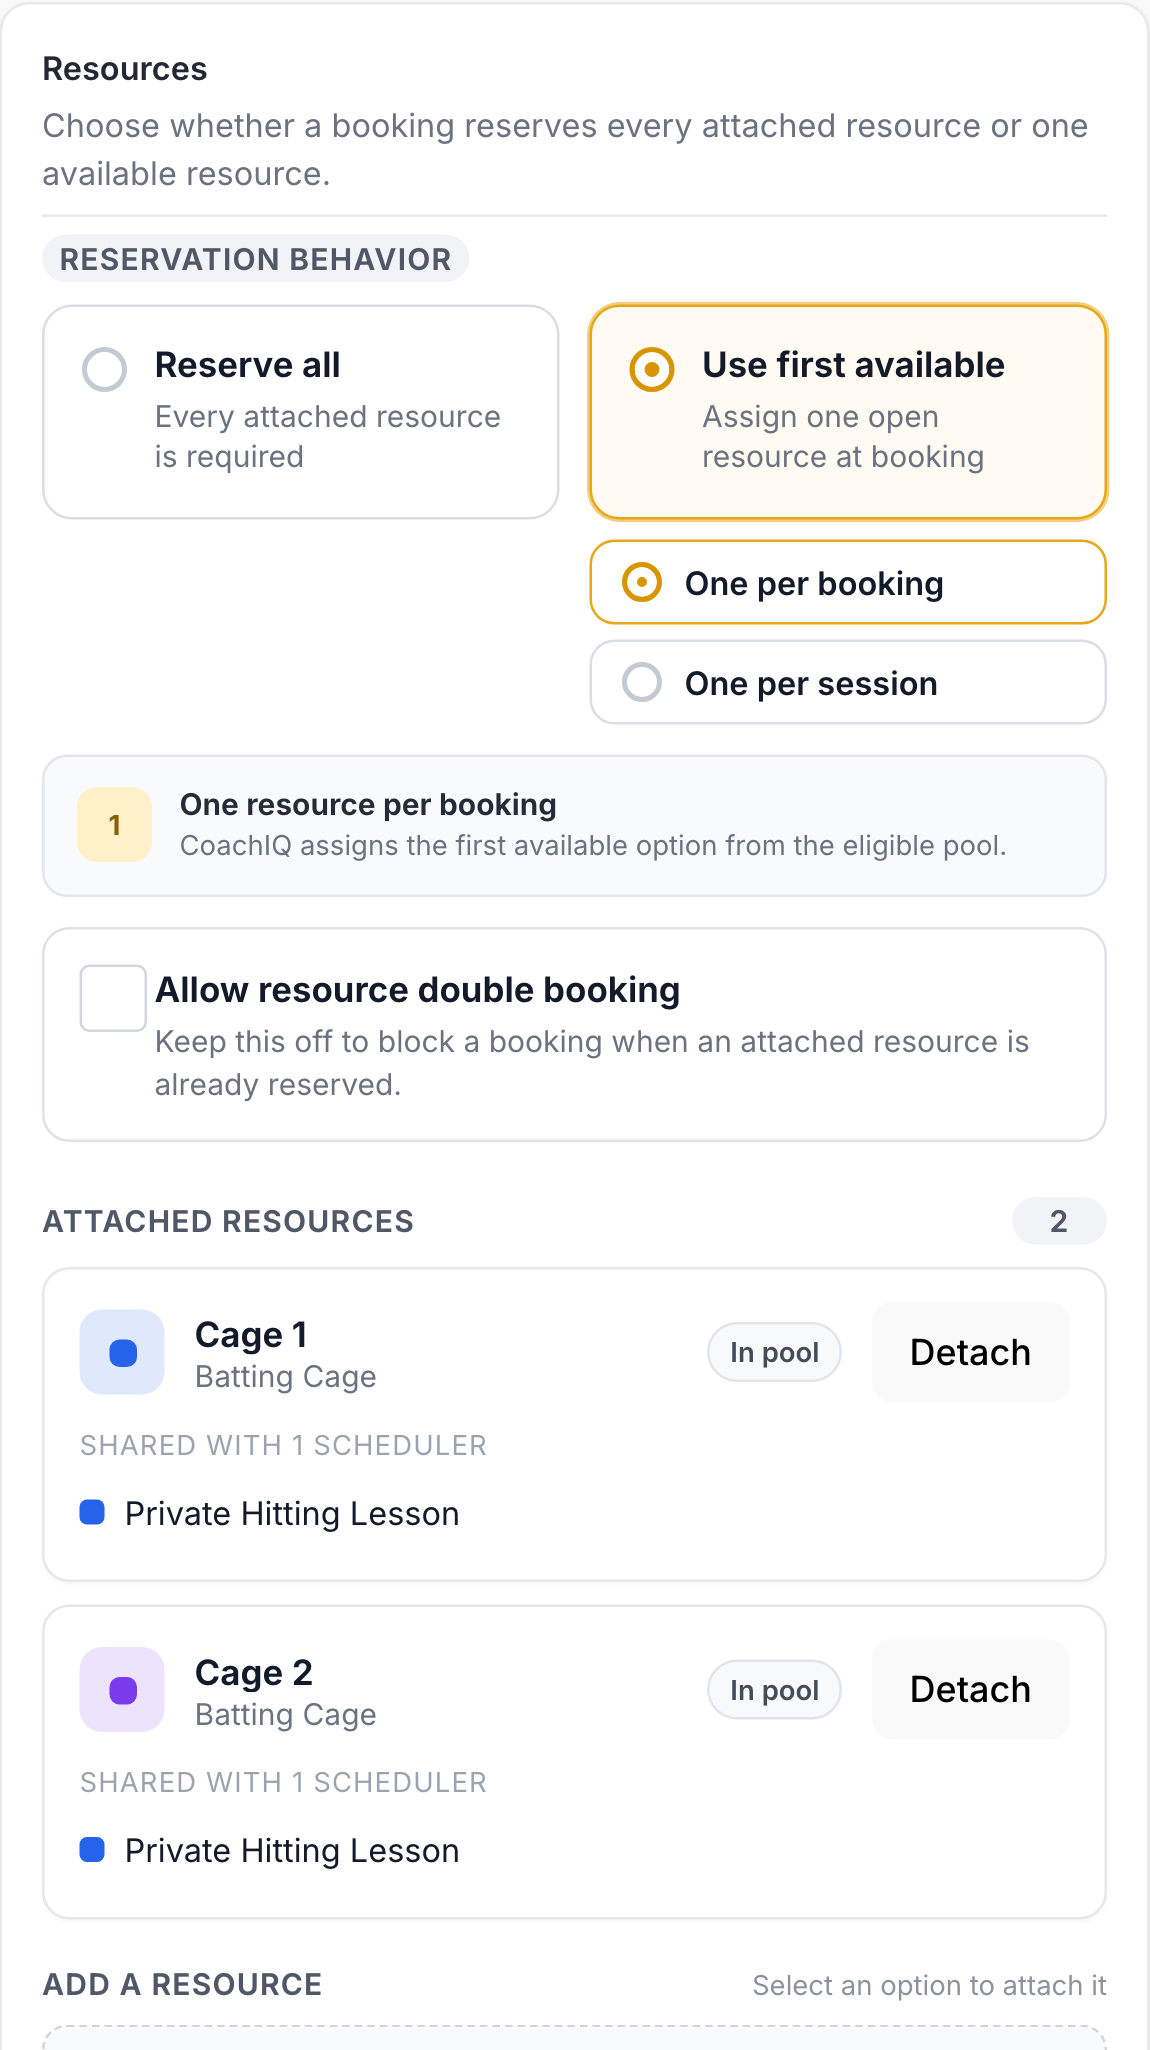 Resources
Choose whether a booking reserves every attached resource or one
available resource.
RESERVATION BEHAVIOR
Reserve all
Every attached resource
is required
Use first available
Assign one open
resource at booking
One per booking
One per session
1
One resource per booking
CoachIQ assigns the first available option from the eligible pool.
Allow resource double booking
Keep this off to block a booking when an attached resource is
already reserved.
ATTACHED RESOURCES
2
Cage 1
Batting Cage
In pool
Detach
SHARED WITH 1 SCHEDULER
Private Hitting Lesson
Cage 2
Batting Cage
In pool
Detach
SHARED WITH 1 SCHEDULER
Private Hitting Lesson
ADD A RESOURCE
Select an option to attach it